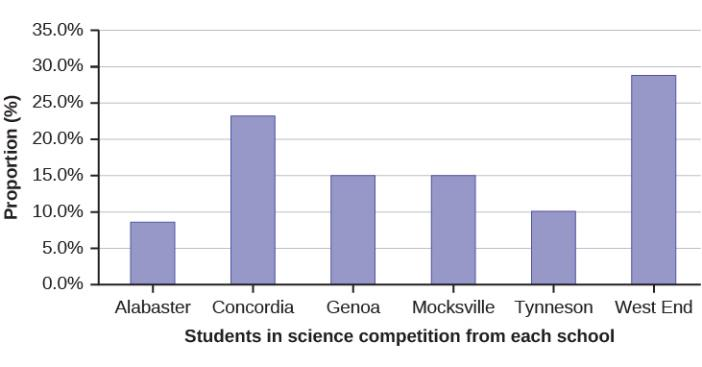 Proportion (%)
35.0%
30.0%
25.0%
20.0%
15.0%
10.0%
5.0%
0.0%
Alabaster Concordia Genoa Mocksville Tynneson West End
Students in science competition from each school